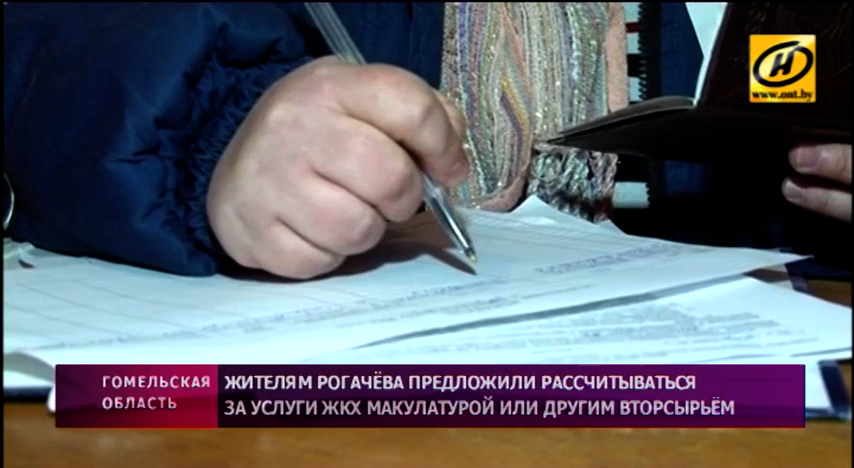 www.ont.by
ГОМЕЛЬСКАЯ
ОБЛАСТЬ
ЖИТЕЛЯМ РОГАЧЁВА ПРЕДЛОЖИЛИ РАССЧИТЫВАТЬСЯ
ЗА УСЛУГИ ЖКХ МАКУЛАТУРОЙ ИЛИ ДРУГИМ ВТОРСЫРЬЁМ